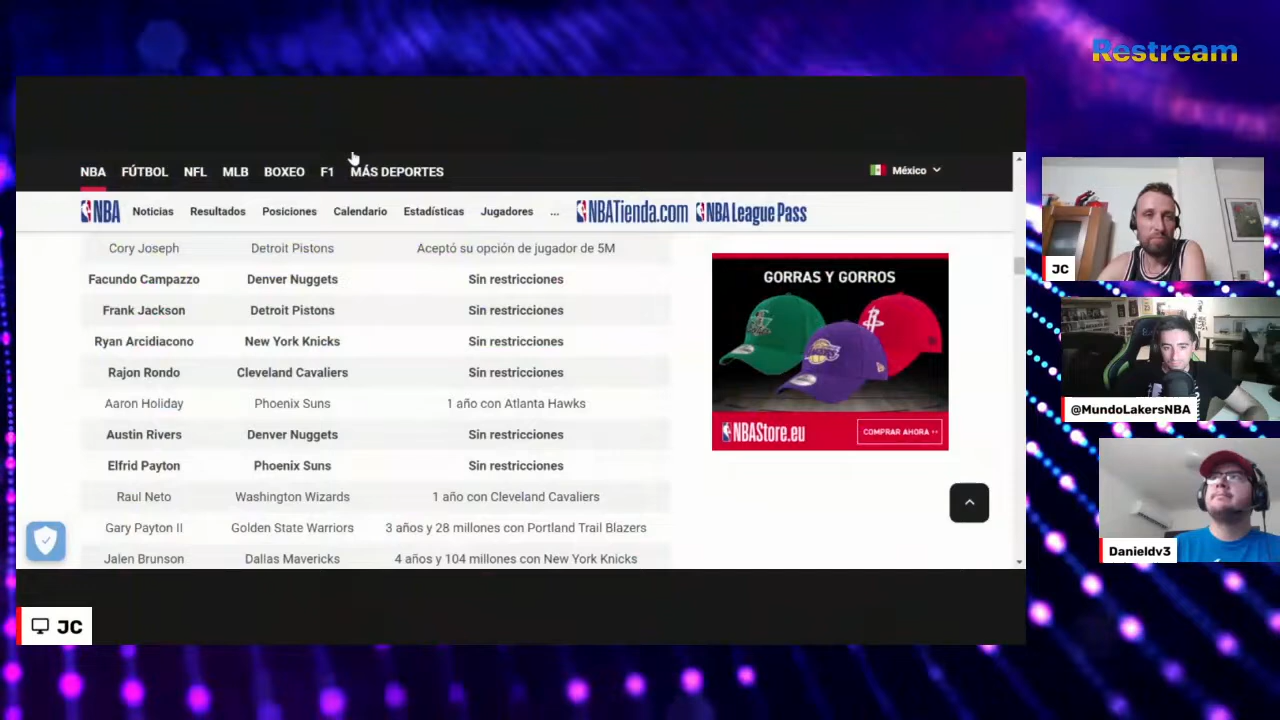 Restream
NBA FÚTBOL NFL MLB BOXEO F1 MÁS DEPORTES México
NBA Noticias Resultados Posiciones Calendario Estadísticas Jugadores ... NBATienda.com NBA League Pass
Cory Joseph Detroit Pistons Aceptó su opción de jugador de 5M
Facundo Campazzo Denver Nuggets Sin restricciones
Frank Jackson Detroit Pistons Sin restricciones
Ryan Arcidiacono New York Knicks Sin restricciones
Rajon Rondo Cleveland Cavaliers Sin restricciones
Aaron Holiday Phoenix Suns 1 año con Atlanta Hawks
Austin Rivers Denver Nuggets Sin restricciones
Elfrid Payton Phoenix Suns Sin restricciones
Raul Neto Washington Wizards 1 año con Cleveland Cavaliers
Gary Payton II Golden State Warriors 3 años y 28 millones con Portland Trail Blazers
Jalen Brunson Dallas Mavericks 4 años y 104 millones con New York Knicks
GORRAS Y GORROS
NBAStore.eu COMPRAR AHORA
JC
@MundoLakersNBA
Danieldv3
JC